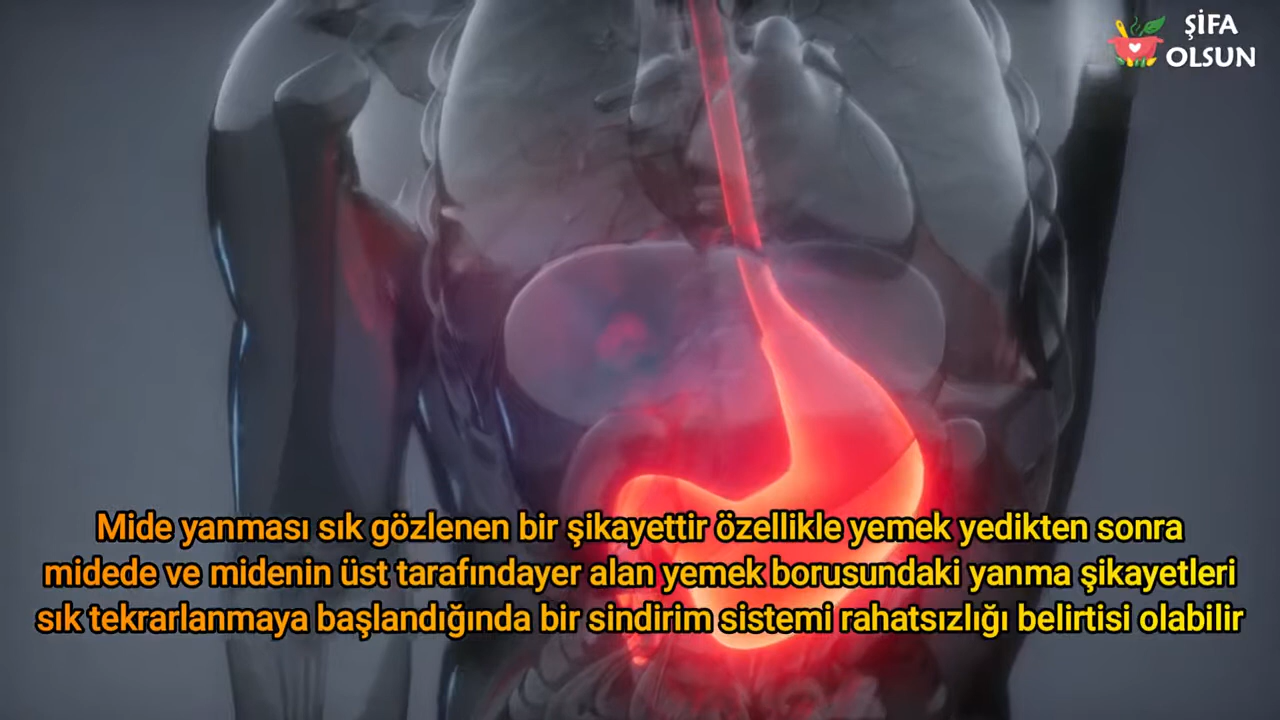 ŞİFA
OLSUN
Mide yanması sık gözlenen bir şikayettir özellikle yemek yedikten sonra
midede ve midenin üst tarafındayer alan yemek borusundaki yanma şikayetleri
sık tekrarlanmaya başlandığında bir sindirim sistemi rahatsızlığı belirtisi olabilir